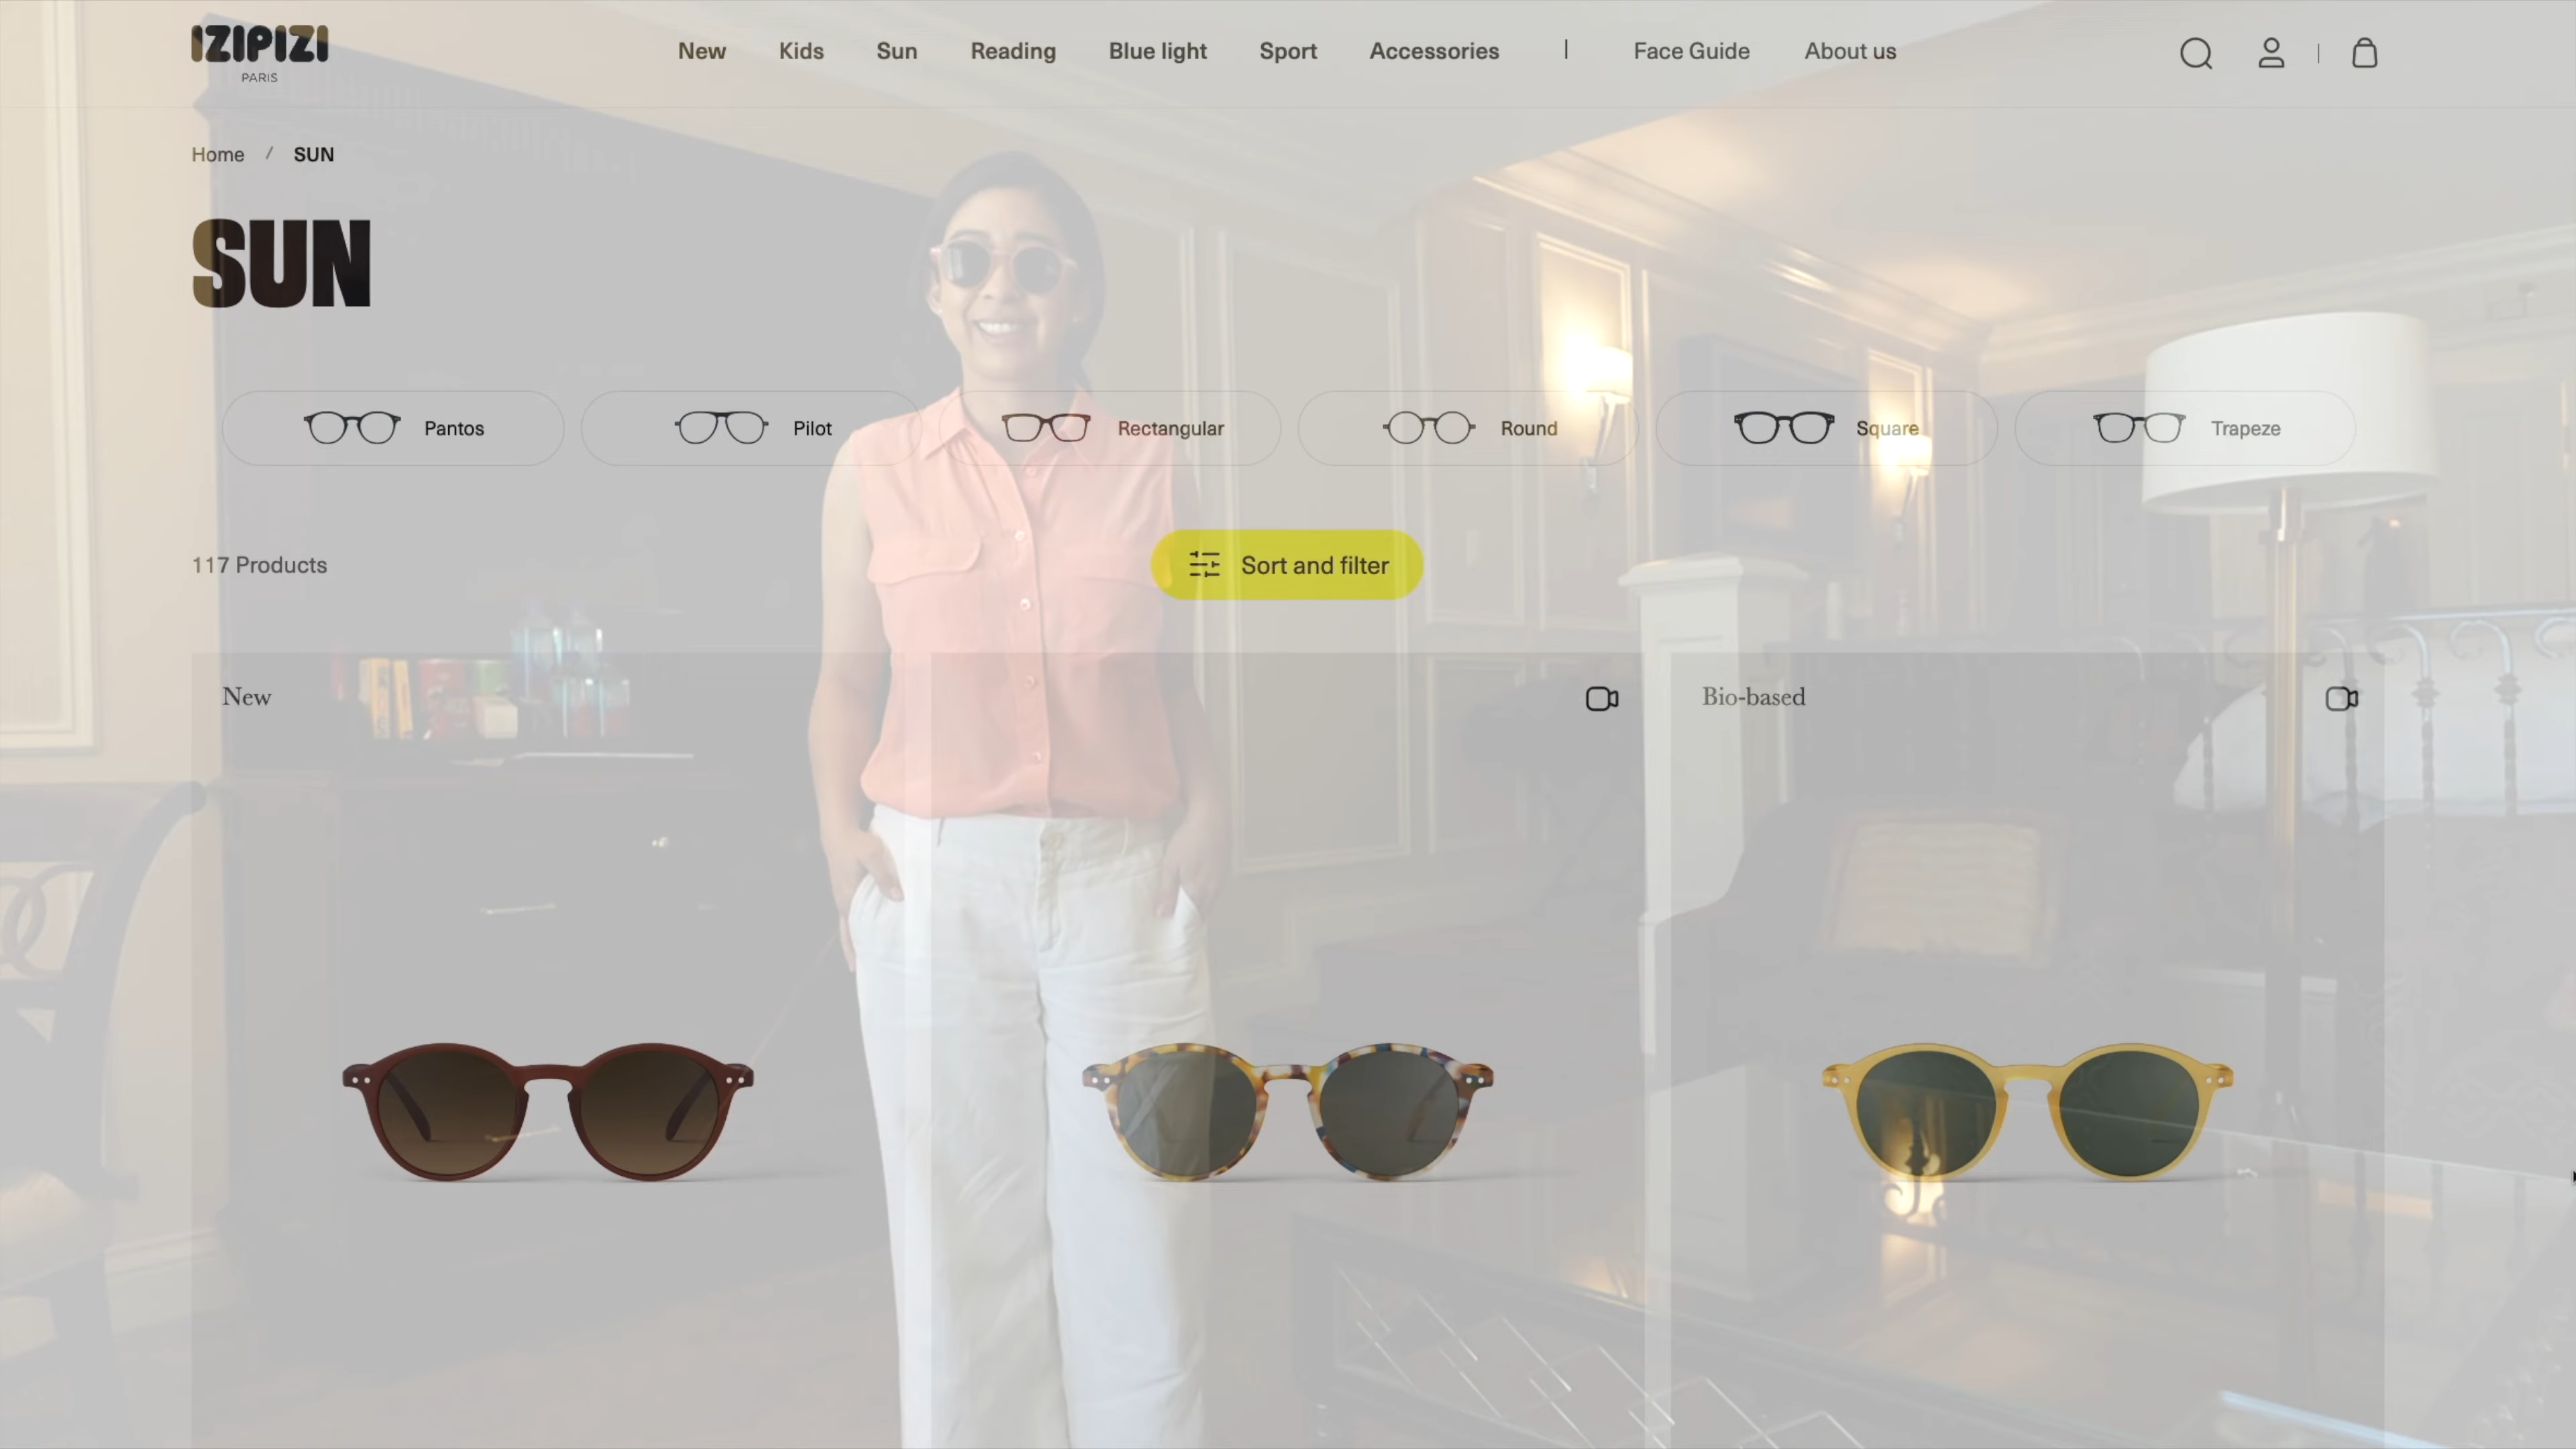 IZIPIZI
PARIS
New Kids Sun Reading Blue light Sport Accessories | Face Guide About us
Home / SUN
SUN
Pantos Pilot Rectangular Round Square Trapeze
117 Products
Sort and filter
New
Bio-based